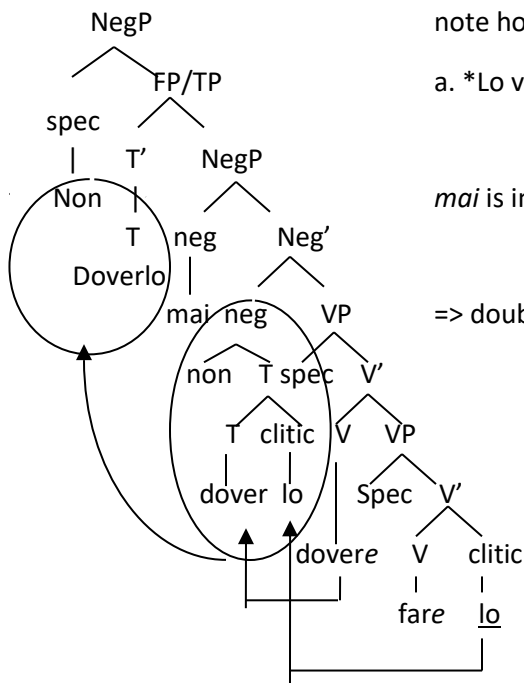 NegP note ho
FP/TP a. *Lo v
spec
T’ NegP
Non mai is in
T neg Neg’
Doverlo
mai neg VP => doub
non T spec V’
T clitic V VP
dover lo Spec V’
dovere V clitic
fare lo